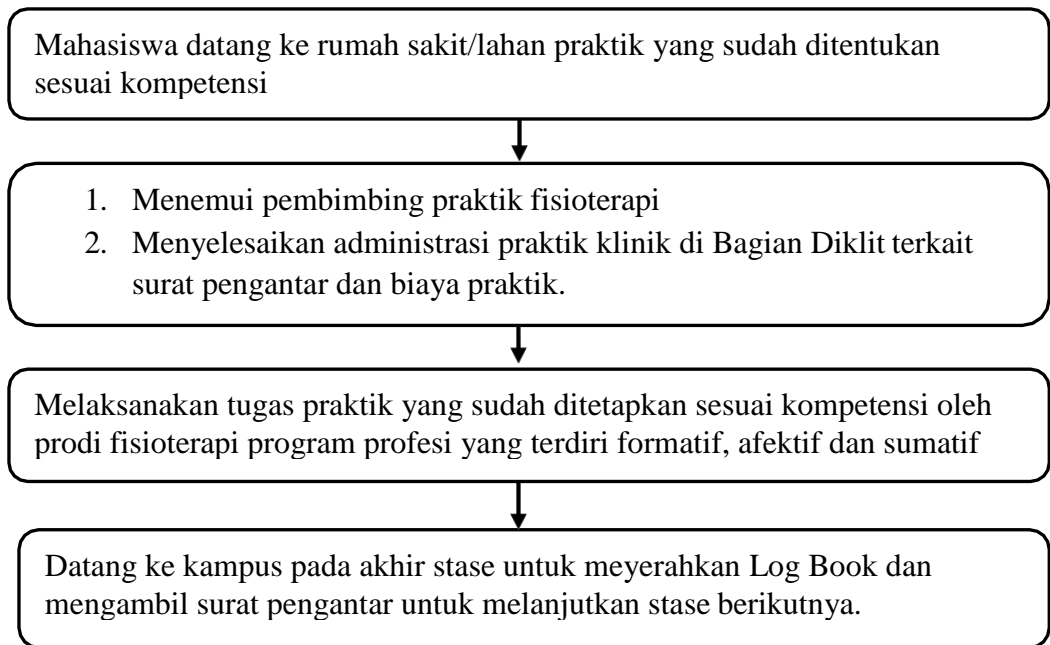 Mahasiswa datang ke rumah sakit/lahan praktik yang sudah ditentukan
sesuai kompetensi
1. Menemui pembimbing praktik fisioterapi
2. Menyelesaikan administrasi praktik klinik di Bagian Diklit terkait
surat pengantar dan biaya praktik.
Melaksanakan tugas praktik yang sudah ditetapkan sesuai kompetensi oleh
prodi fisioterapi program profesi yang terdiri formatif, afektif dan sumatif
Datang ke kampus pada akhir stase untuk meyerahkan Log Book dan
mengambil surat pengantar untuk melanjutkan stase berikutnya.